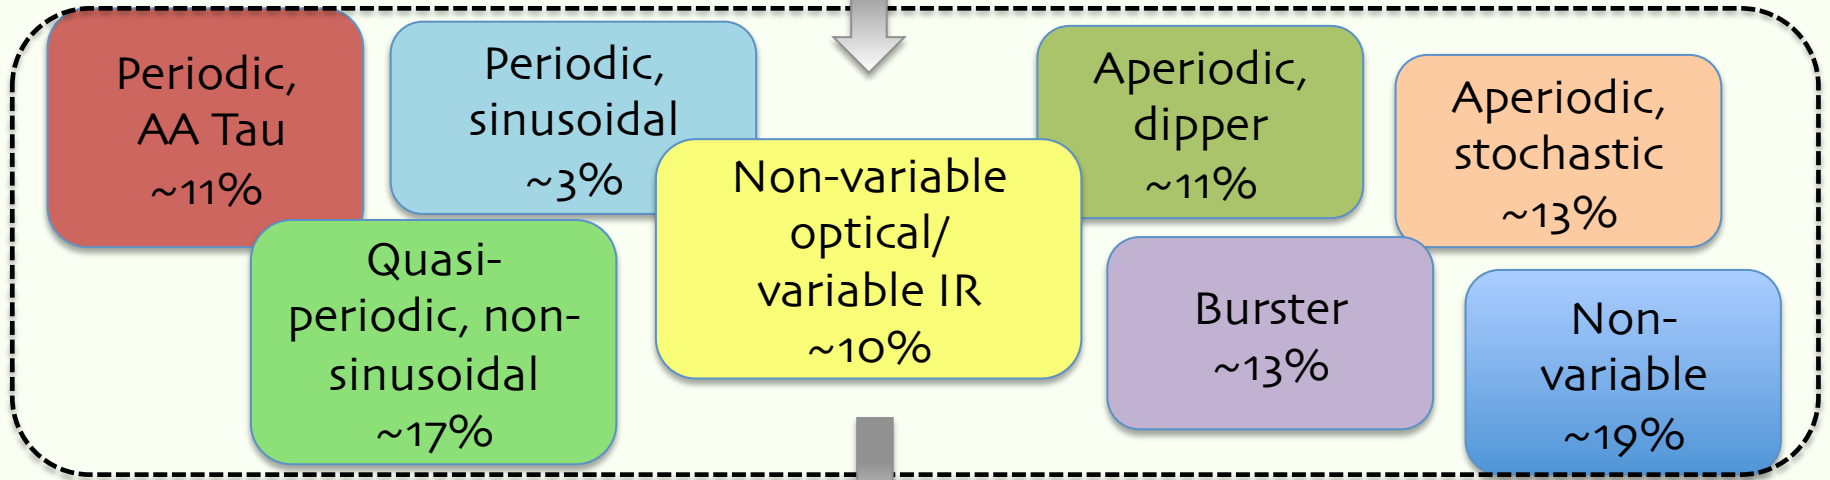 Periodic,
AA Tau
~11%
Periodic,
sinusoidal
~3%
Quasi-
periodic, non-
sinusoidal
~17%
Non-variable
optical/
variable IR
~10%
Aperiodic,
dipper
~11%
Aperiodic,
stochastic
~13%
Burster
~13%
Non-
variable
~19%